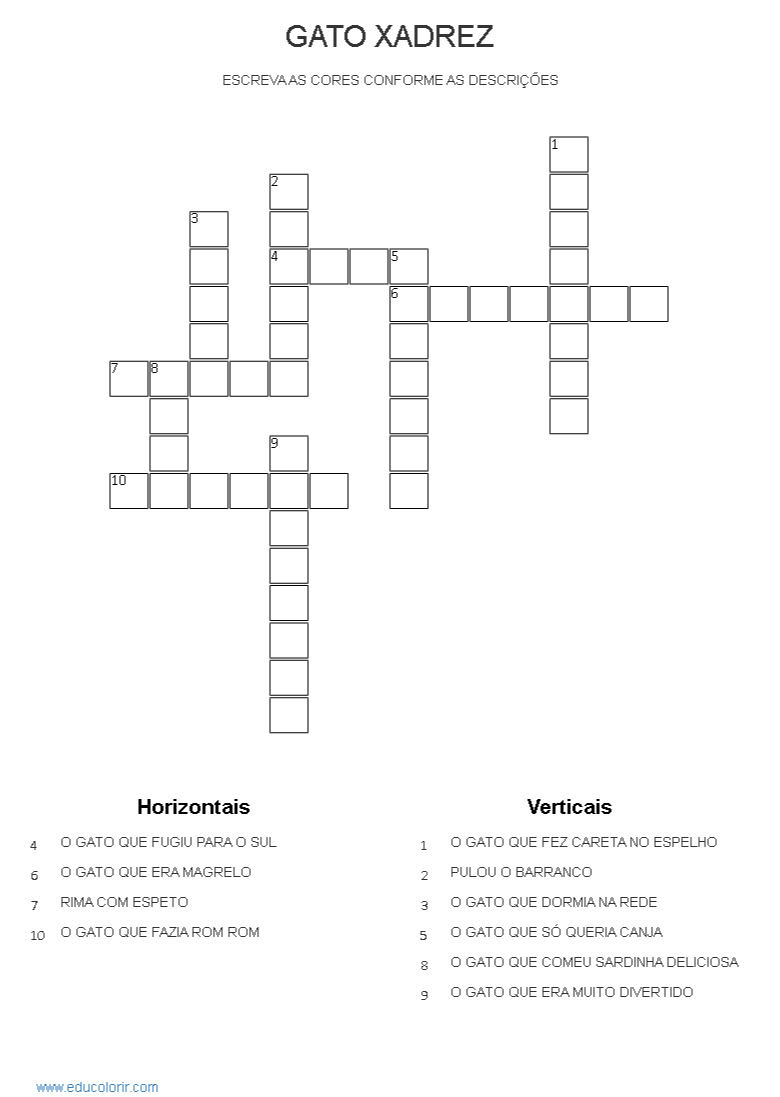 GATO XADREZ
ESCREVA AS CORES CONFORME AS DESCRIÇÕES
1
2
3
4 5
6
7 8
9
10
Horizontais
4 O GATO QUE FUGIU PARA O SUL
6 O GATO QUE ERA MAGRELO
7 RIMA COM ESPETO
10 O GATO QUE FAZIA ROM ROM
Verticais
1 O GATO QUE FEZ CARETA NO ESPELHO
2 PULOU O BARRANCO
3 O GATO QUE DORMIA NA REDE
5 O GATO QUE SÓ QUERIA CANJA
8 O GATO QUE COMEU SARDINHA DELICIOSA
9 O GATO QUE ERA MUITO DIVERTIDO
www.educolorir.com